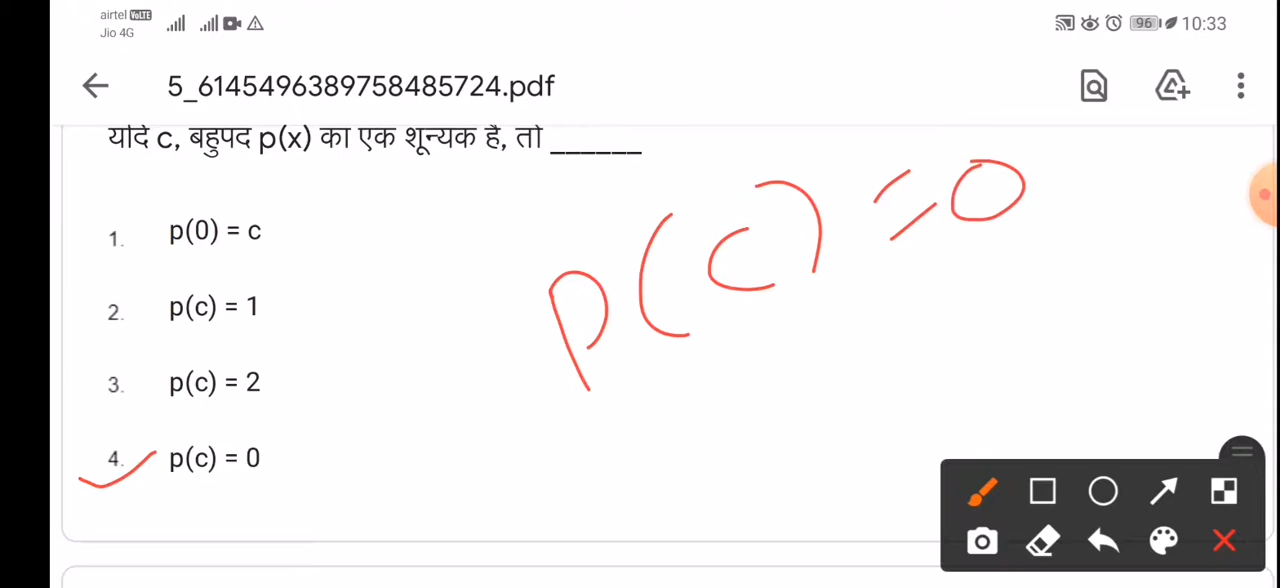 airtel VoLTE
Jio 4G
96
10:33
5_6145496389758485724.pdf
यदि c, बहुपद p(x) का एक शून्यक है, तो ______
1. p(0) = c
2. p(c) = 1
3. p(c) = 2
4. p(c) = 0
p(c) = 0